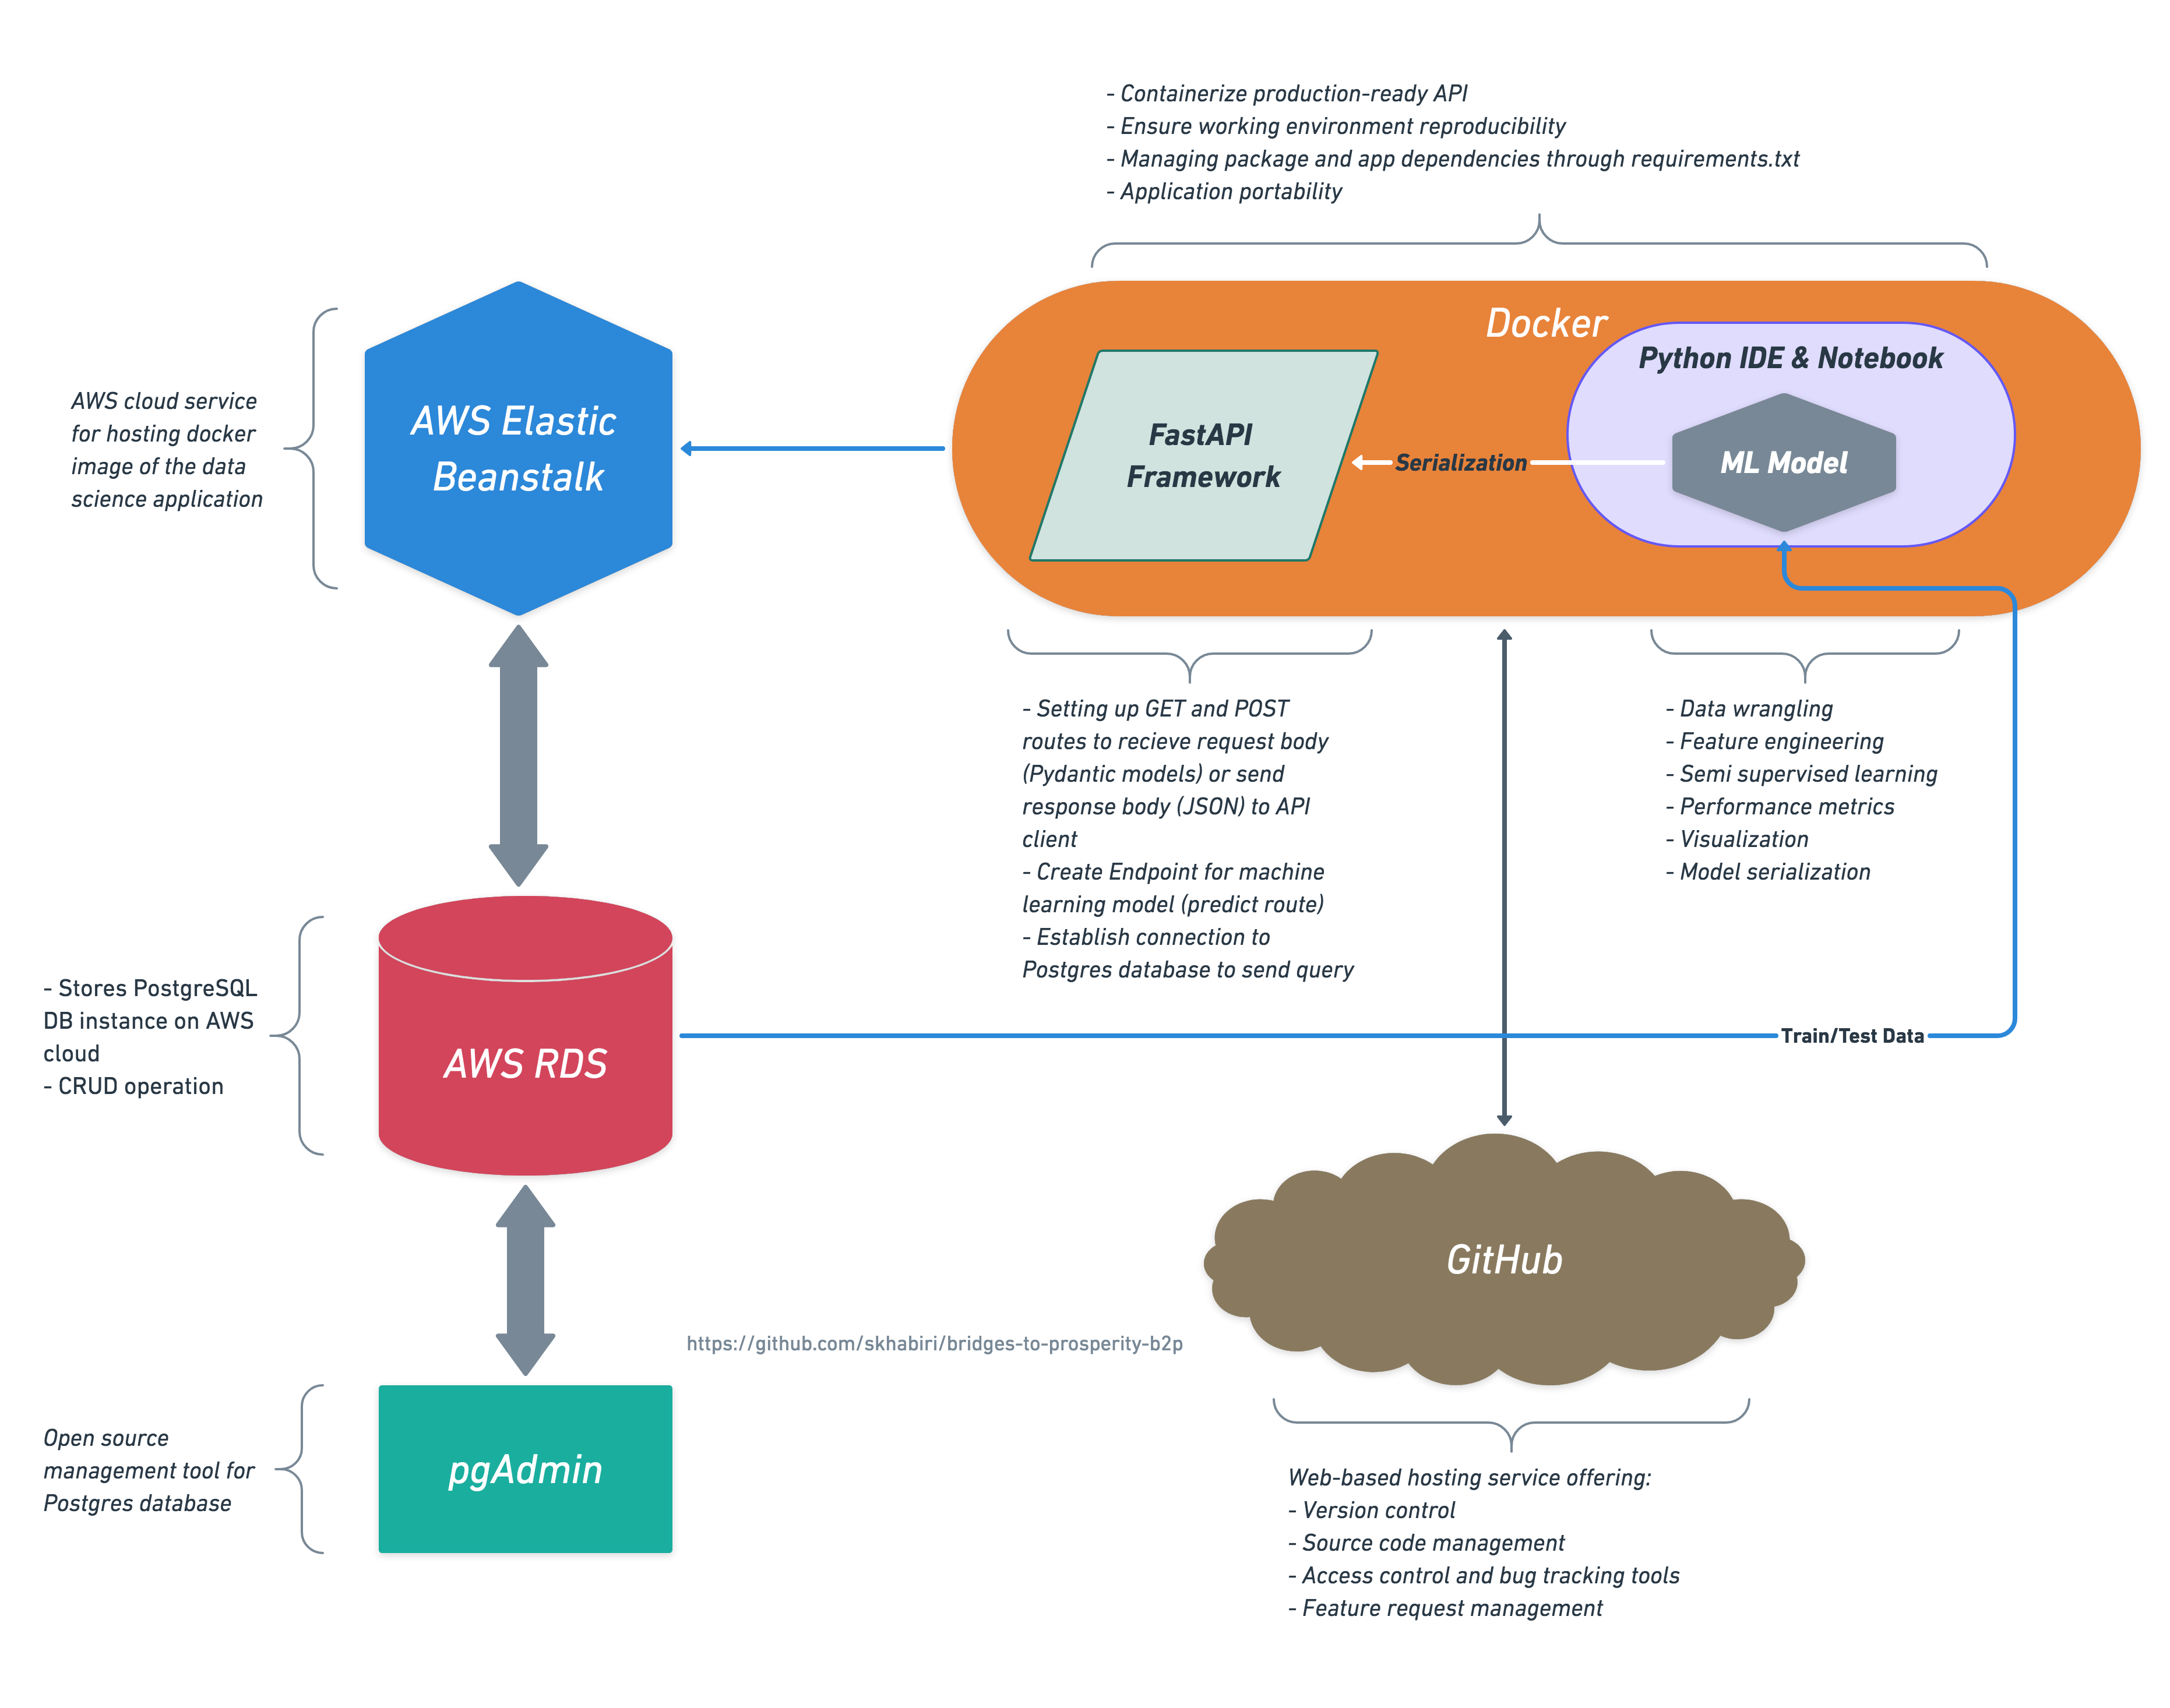 - Containerize production-ready API
- Ensure working environment reproducibility
- Managing package and app dependencies through requirements.txt
- Application portability
Docker
Python IDE & Notebook
AWS cloud service
for hosting docker
image of the data
science application
AWS Elastic
Beanstalk
FastAPI
Framework
Serialization
ML Model
- Setting up GET and POST
routes to recieve request body
(Pydantic models) or send
response body (JSON) to API
client
- Create Endpoint for machine
learning model (predict route)
- Establish connection to
Postgres database to send query
- Data wrangling
- Feature engineering
- Semi supervised learning
- Performance metrics
- Visualization
- Model serialization
- Stores PostgreSQL
DB instance on AWS
cloud
- CRUD operation
AWS RDS
Train/Test Data
GitHub
https://github.com/skhabiri/bridges-to-prosperity-b2p
Open source
management tool for
Postgres database
pgAdmin
Web-based hosting service offering:
- Version control
- Source code management
- Access control and bug tracking tools
- Feature request management